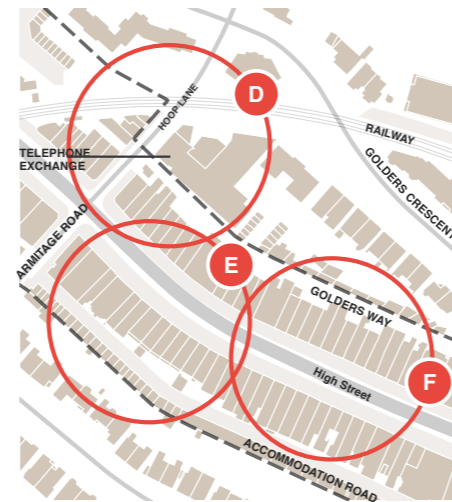 D
HOOP LANE
RAILWAY
TELEPHONE
EXCHANGE
GOLDERS CRESCENT
ARMITAGE ROAD
E
GOLDERS WAY
High Street
F
ACCOMMODATION ROAD